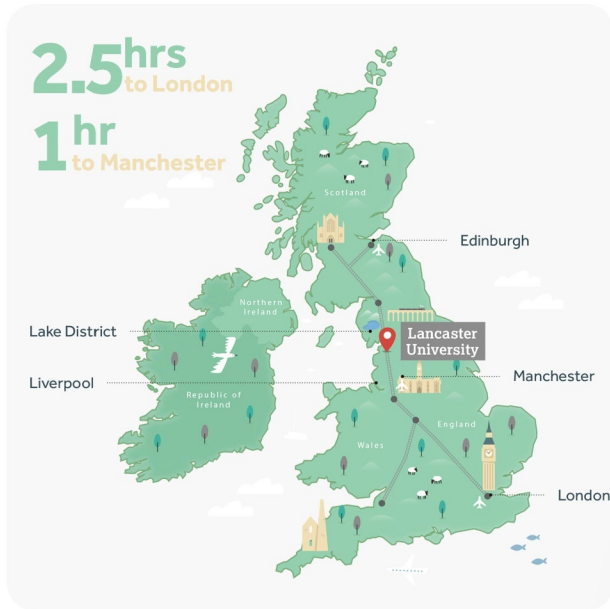 2.5hrs
to London
1hr
to Manchester
Scotland
Edinburgh
Northern
Ireland
Lake District
Lancaster
University
Liverpool
Manchester
Republic of
Ireland
England
Wales
London